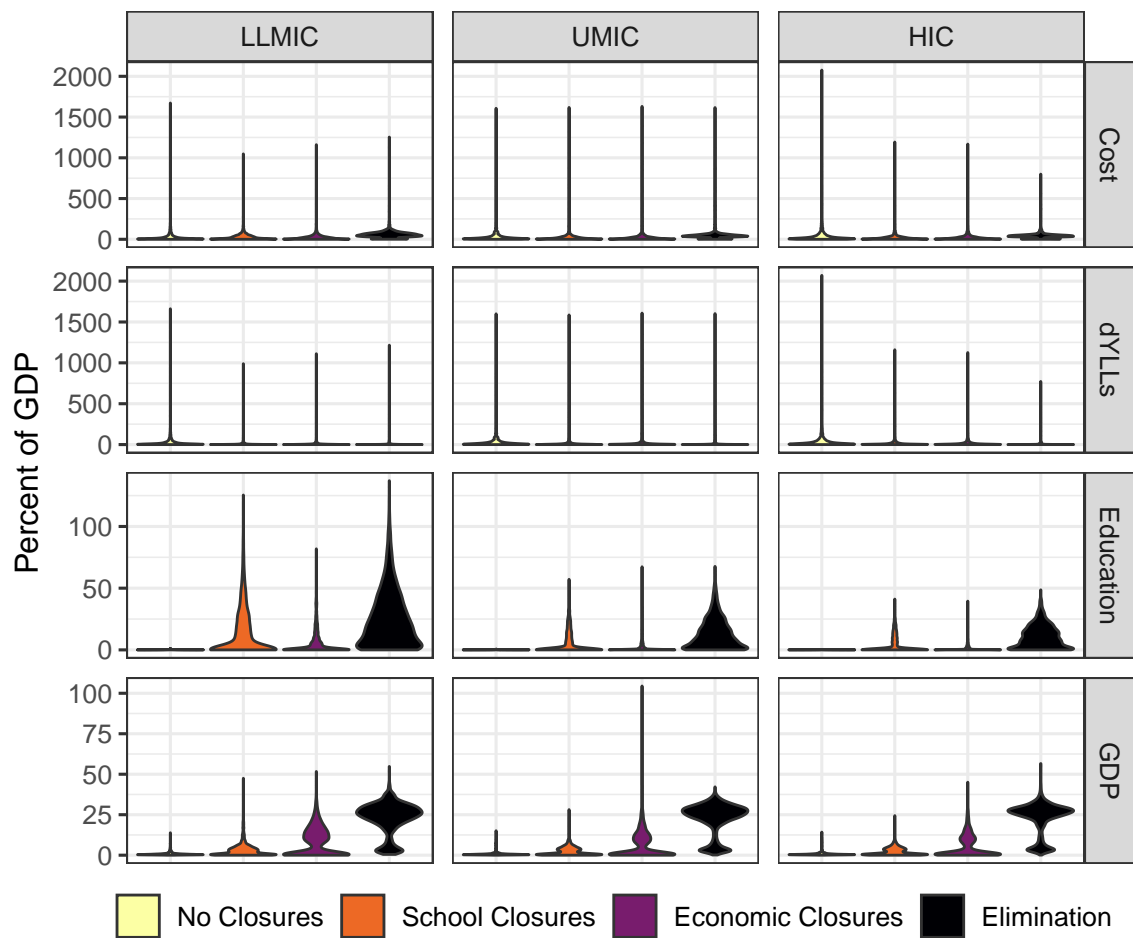 LLMIC UMIC HIC
2000
1500
1000
500
0
Cost
2000
1500
1000
500
0
dYLLs
Percent of GDP
100
50
0
Education
100
75
50
25
0
GDP
No Closures School Closures Economic Closures Elimination